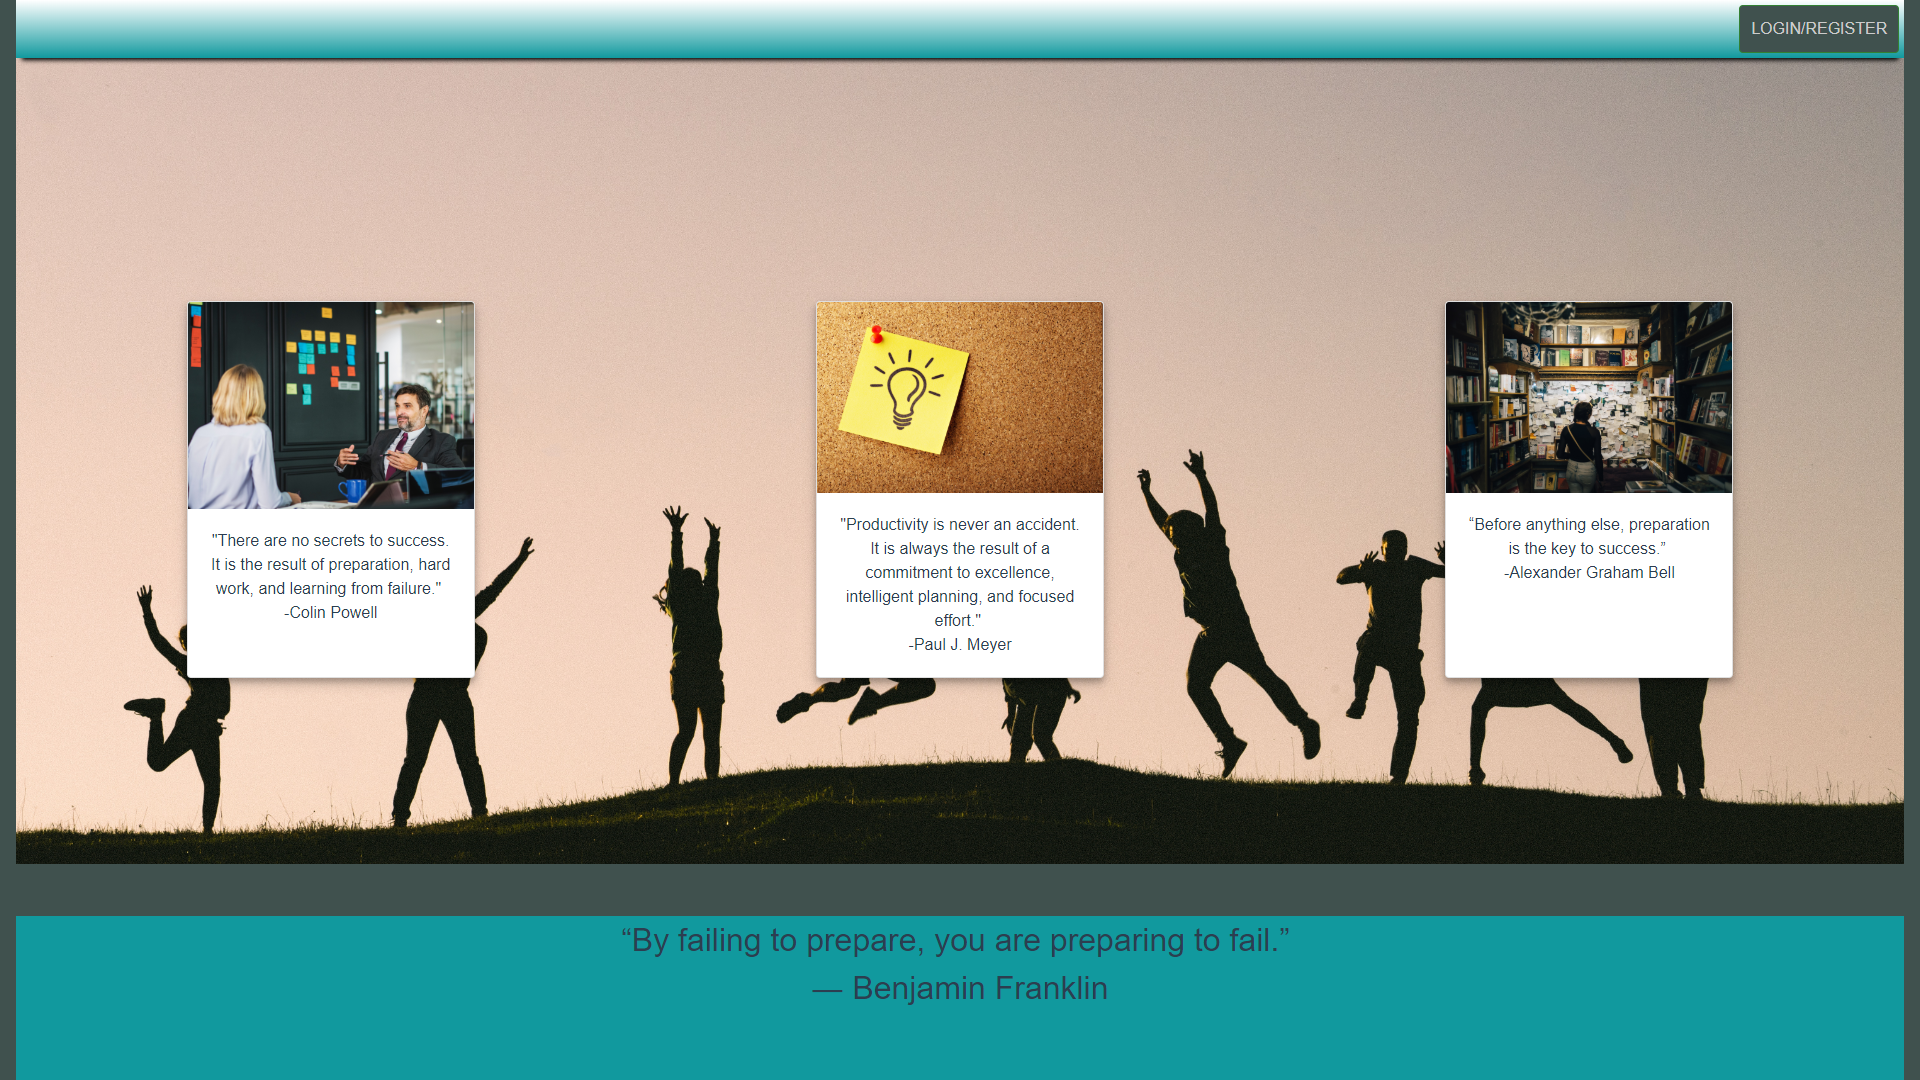 LOGIN/REGISTER
"There are no secrets to success.
It is the result of preparation, hard
work, and learning from failure."
-Colin Powell
"Productivity is never an accident.
It is always the result of a
commitment to excellence,
intelligent planning, and focused
effort."
-Paul J. Meyer
“Before anything else, preparation
is the key to success.”
-Alexander Graham Bell
“By failing to prepare, you are preparing to fail.”
— Benjamin Franklin